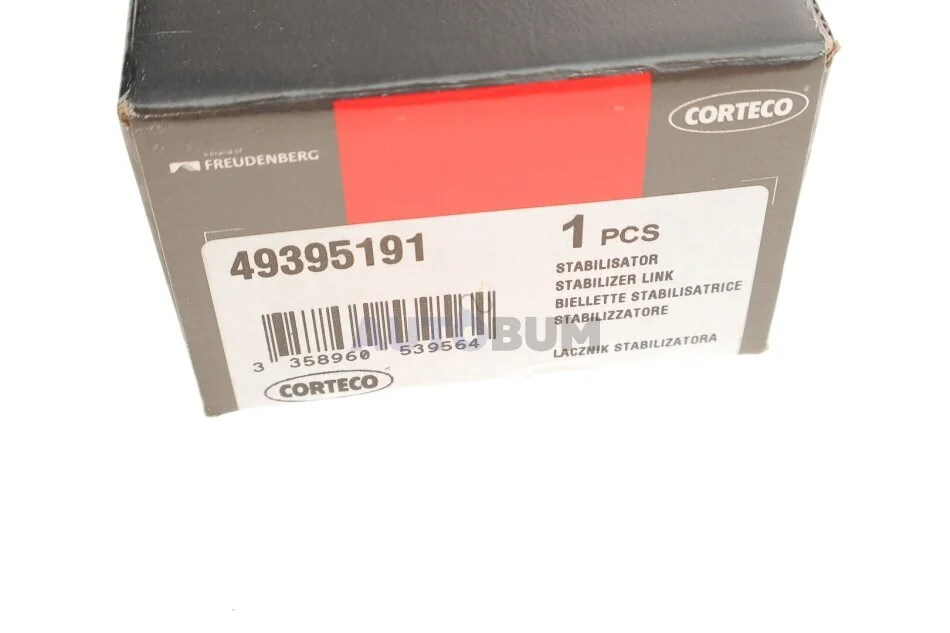 CORTECO
a brand of
FREUDENBERG
49395191
1 PCS
STABILISATOR
STABILIZER LINK
BIELLETTE STABILISATRICE
STABILIZZATORE
LACZNIK STABILIZATORA
3 358960 539564
CORTECO
AUTOBUM